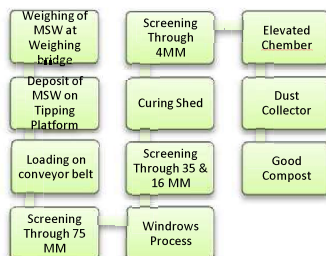 Weighing of
MSW at
Weighing
bridge
Deposit of
MSW on
Tipping
Platform
Loading on
conveyor belt
Screening
Through 75
MM
Windrows
Process
Screening
Through 35 &
16 MM
Curing Shed
Screening
Through
4MM
Elevated
Chember
Dust
Collector
Good
Compost